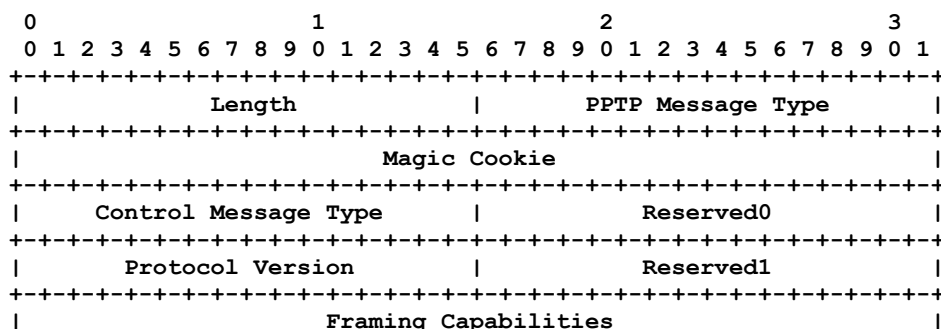 0 1 2 3
0 1 2 3 4 5 6 7 8 9 0 1 2 3 4 5 6 7 8 9 0 1 2 3 4 5 6 7 8 9 0 1
+-+-+-+-+-+-+-+-+-+-+-+-+-+-+-+-+-+-+-+-+-+-+-+-+-+-+-+-+-+-+-+-+
| Length | PPTP Message Type |
+-+-+-+-+-+-+-+-+-+-+-+-+-+-+-+-+-+-+-+-+-+-+-+-+-+-+-+-+-+-+-+-+
| Magic Cookie |
+-+-+-+-+-+-+-+-+-+-+-+-+-+-+-+-+-+-+-+-+-+-+-+-+-+-+-+-+-+-+-+-+
| Control Message Type | Reserved0 |
+-+-+-+-+-+-+-+-+-+-+-+-+-+-+-+-+-+-+-+-+-+-+-+-+-+-+-+-+-+-+-+-+
| Protocol Version | Reserved1 |
+-+-+-+-+-+-+-+-+-+-+-+-+-+-+-+-+-+-+-+-+-+-+-+-+-+-+-+-+-+-+-+-+
| Framing Capabilities |